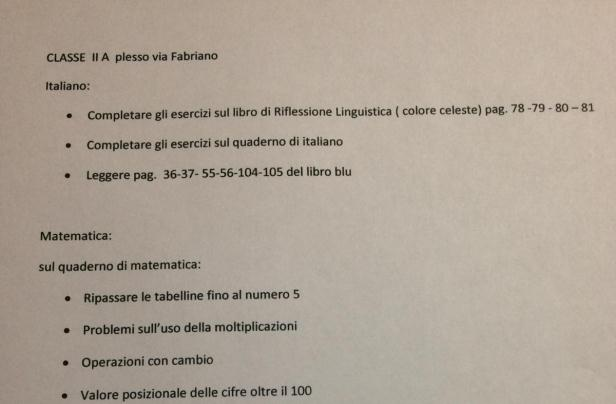 CLASSE II A plesso via Fabriano
Italiano:
• Completare gli esercizi sul libro di Riflessione Linguistica ( colore celeste) pag. 78 -79 - 80 – 81
• Completare gli esercizi sul quaderno di italiano
• Leggere pag. 36-37- 55-56-104-105 del libro blu
Matematica:
sul quaderno di matematica:
• Ripassare le tabelline fino al numero 5
• Problemi sull'uso della moltiplicazioni
• Operazioni con cambio
• Valore posizionale delle cifre oltre il 100